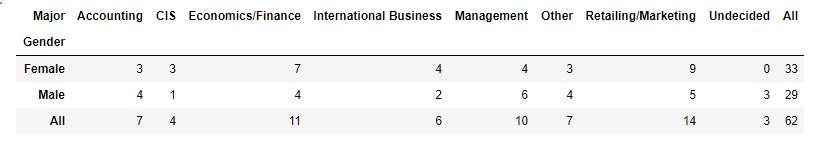 Major Accounting CIS Economics/Finance International Business Management Other Retailing/Marketing Undecided All
Gender
Female 3 3 7 4 4 3 9 0 33
Male 4 1 4 2 6 4 5 3 29
All 7 4 11 6 10 7 14 3 62